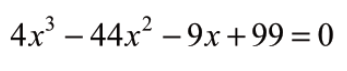 4x³ − 44x² − 9x + 99 = 0